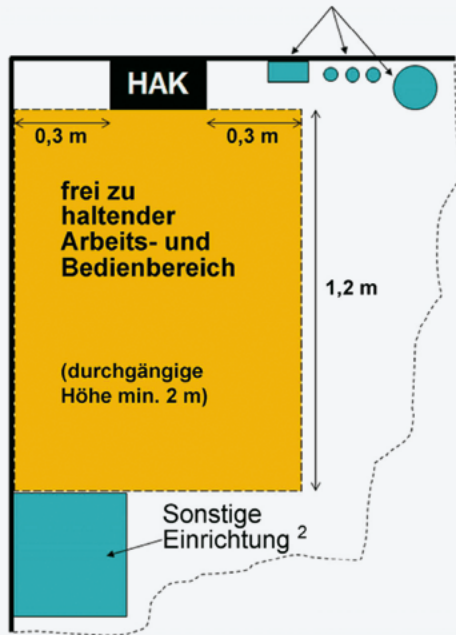 HAK
0,3 m
0,3 m
frei zu
haltender
Arbeits- und
Bedienbereich
1,2 m
(durchgängige
Höhe min. 2 m)
Sonstige
Einrichtung ²